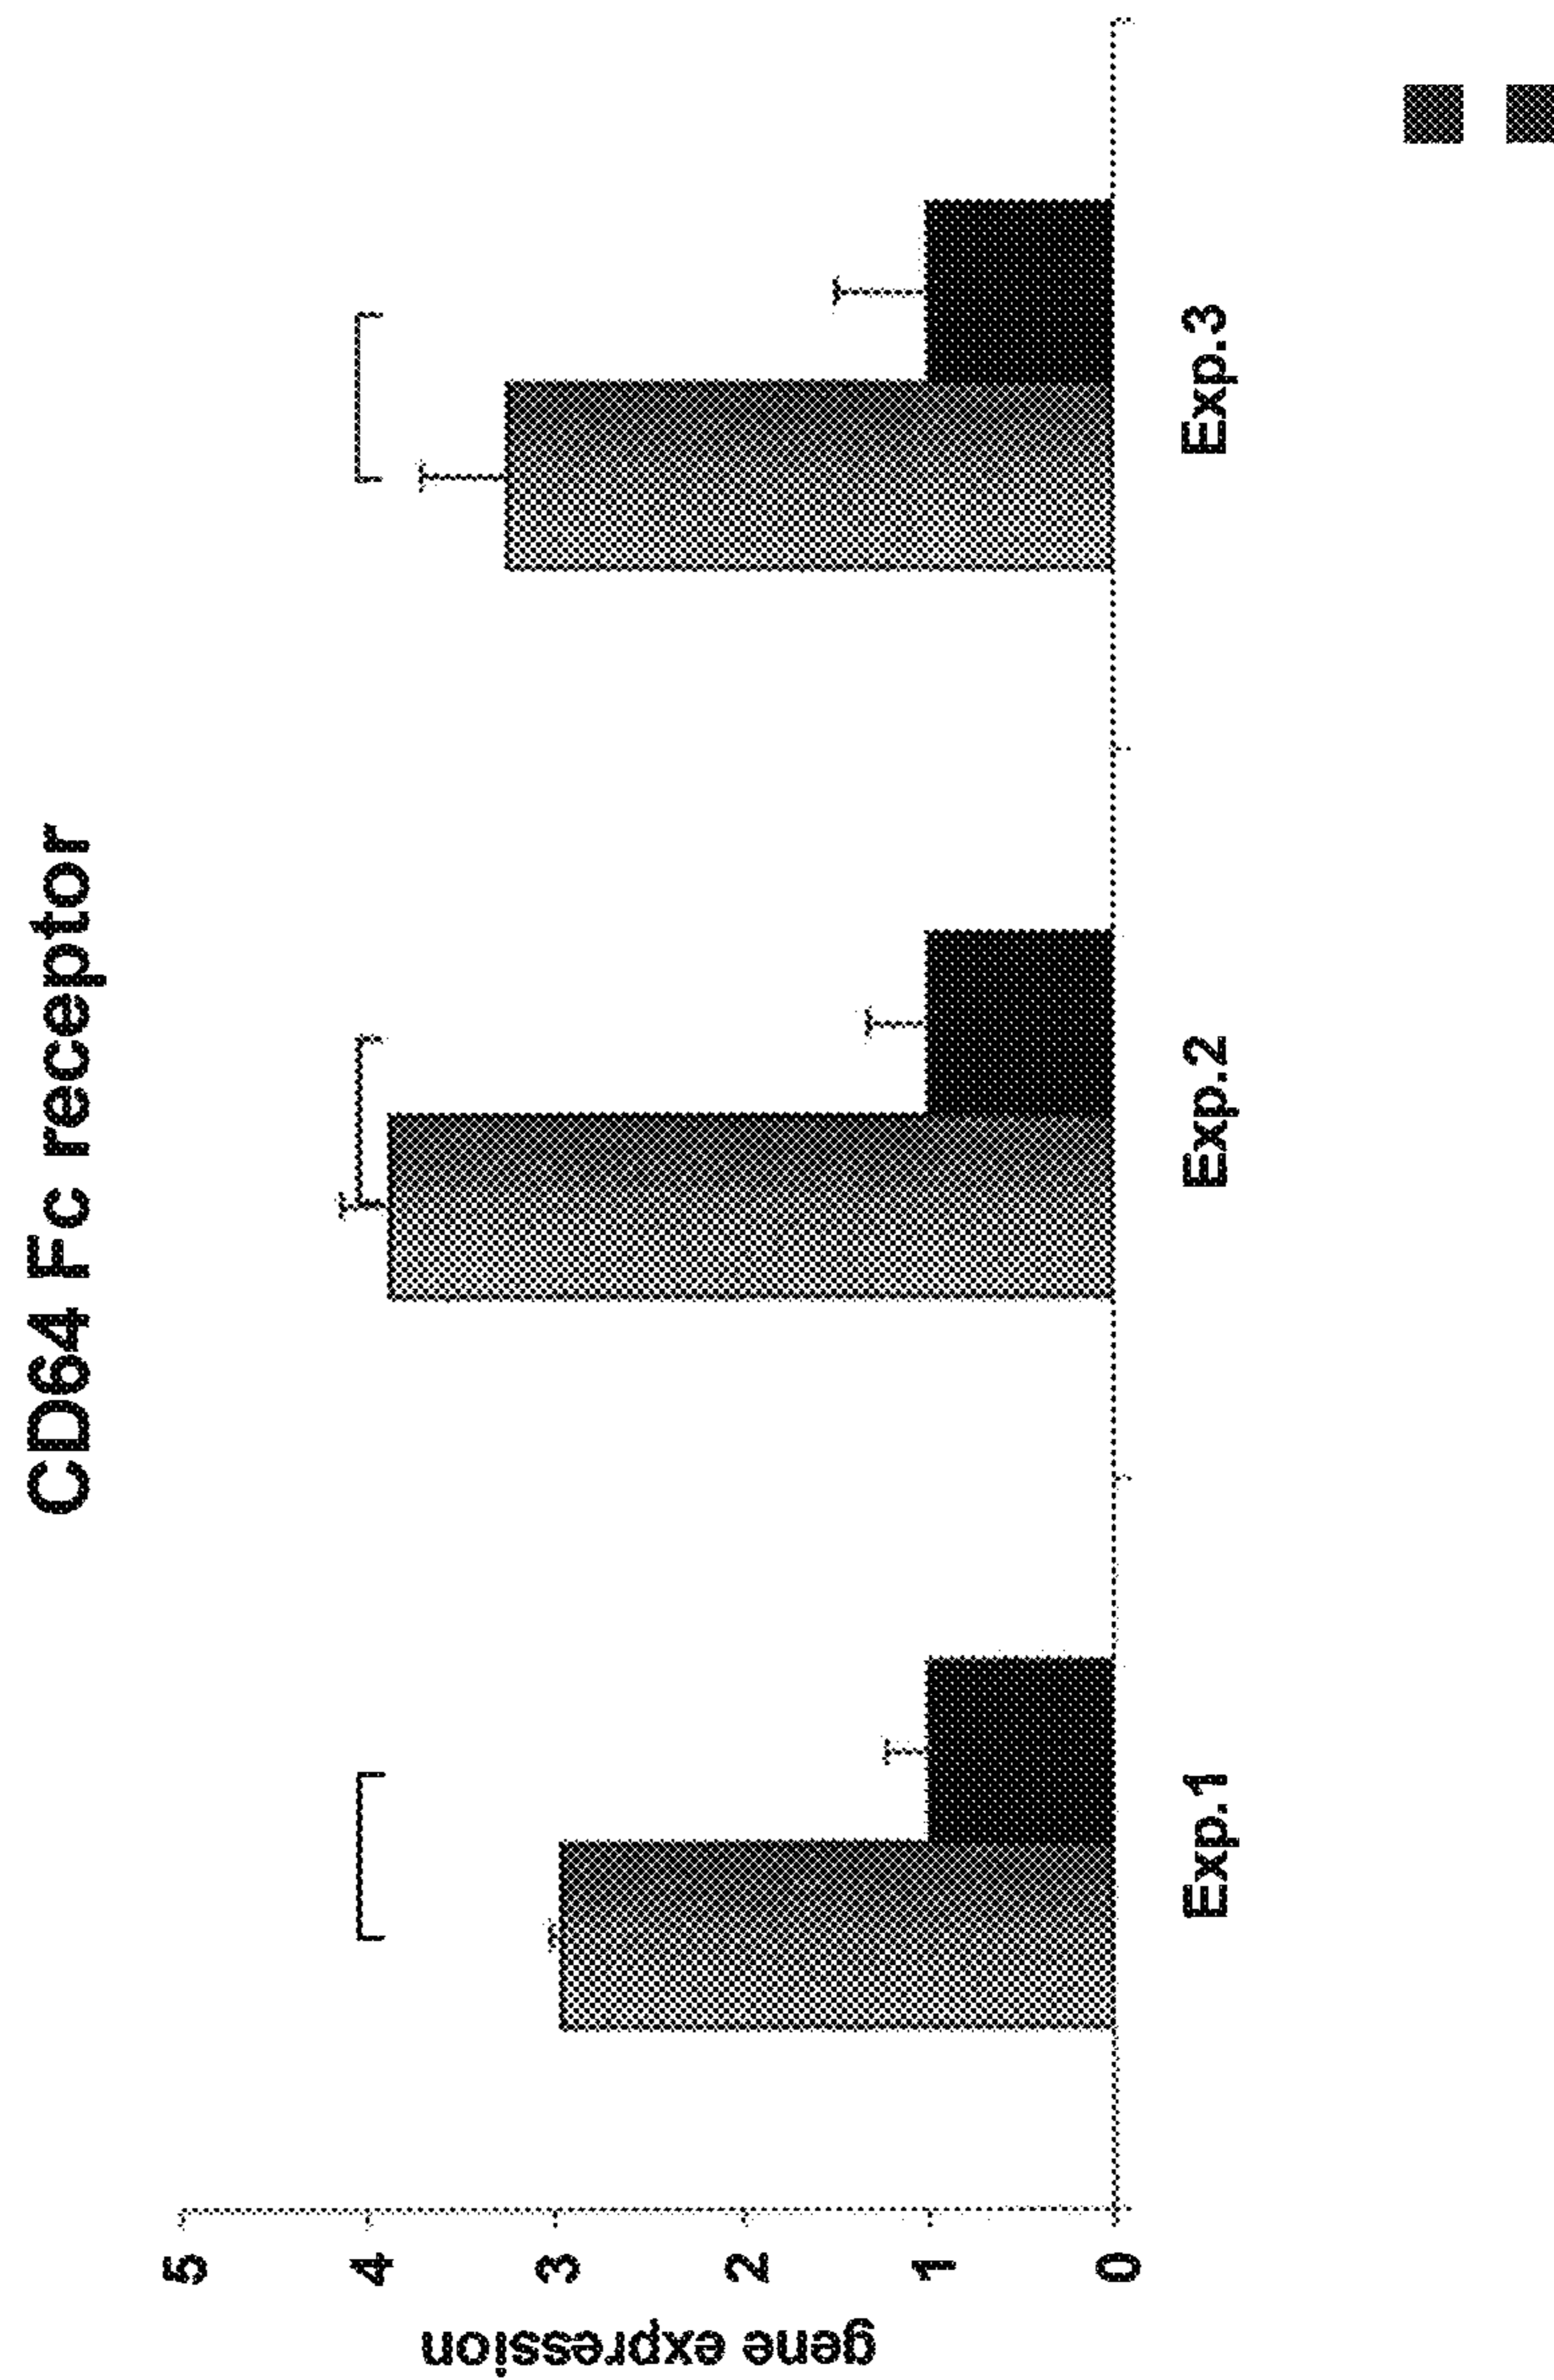 CD64 Fc receptor
gene expression
5
4
3
2
1
0
Exp.1
Exp.2
Exp.3